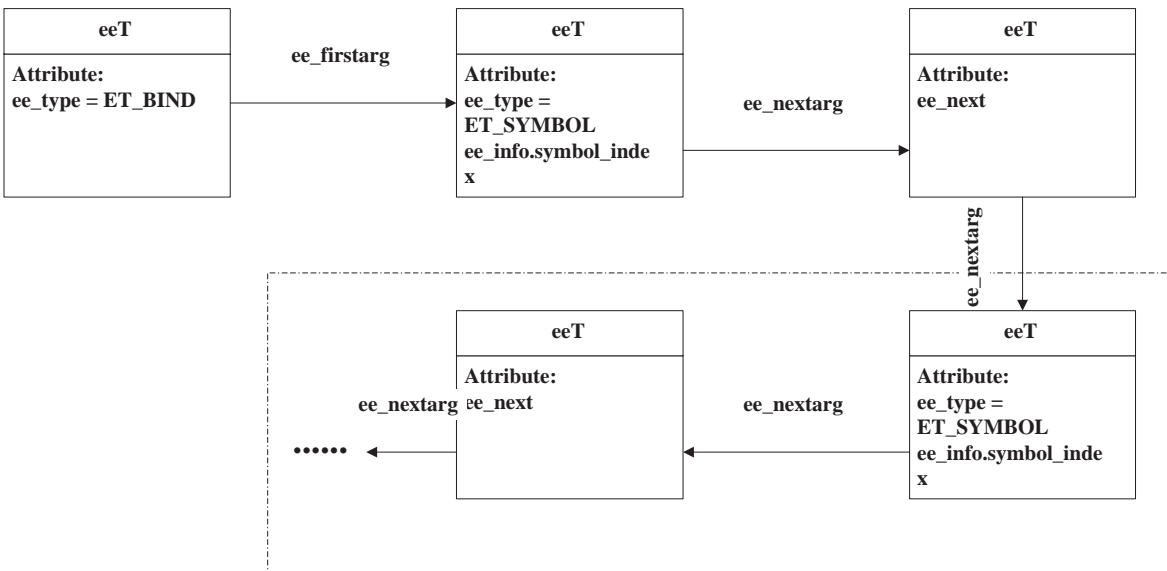 eeT
Attribute:
ee_type = ET_BIND
ee_firstarg
eeT
Attribute:
ee_type =
ET_SYMBOL
ee_info.symbol_inde
x
ee_nextarg
eeT
Attribute:
ee_next
ee_nextarg
eeT
Attribute:
ee_type =
ET_SYMBOL
ee_info.symbol_inde
x
ee_nextarg
eeT
Attribute:
ee_next
ee_nextarg
••••••